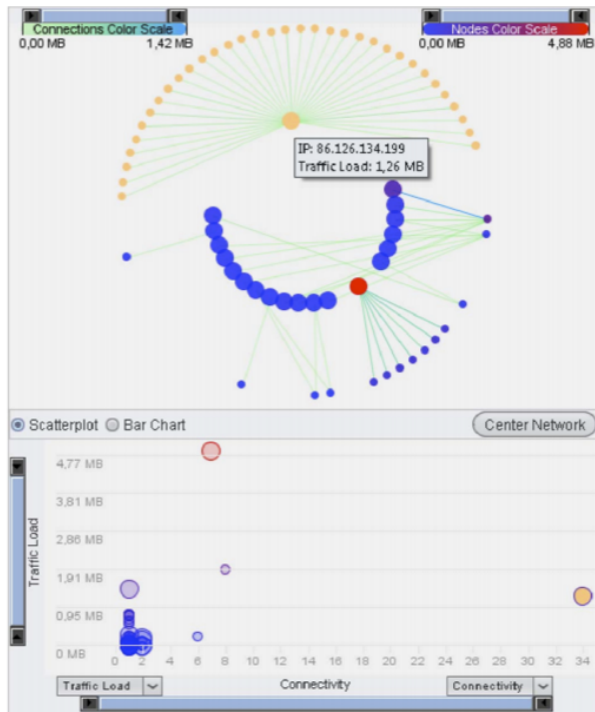 Connections Color Scale
0,00 MB 1,42 MB
Nodes Color Scale
0,00 MB 4,88 MB
IP: 86.126.134.199
Traffic Load: 1,26 MB
Scatterplot Bar Chart Center Network
4,77 MB
3,81 MB
2,86 MB
1,91 MB
0,95 MB
0 MB
Traffic Load
0 2 4 6 8 10 12 14 16 18 20 22 24 26 28 30 32 34
Traffic Load Connectivity Connectivity